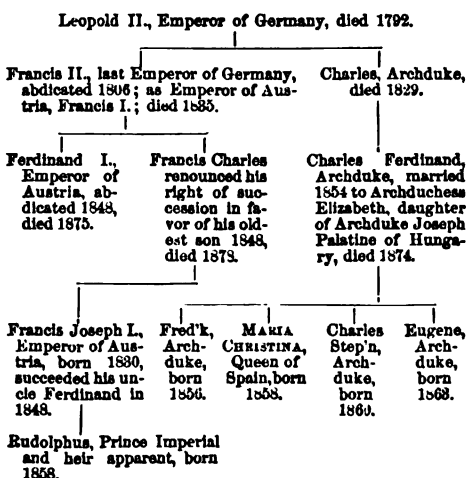 Leopold II., Emperor of Germany, died 1792.
Francis II., last Emperor of Germany,
abdicated 1806; as Emperor of Aus-
tria, Francis I.; died 1835.
Charles, Archduke,
died 1829.
Ferdinand I.,
Emperor of
Austria, ab-
dicated 1848,
died 1875.
Francis Charles
renounced his
right of suc-
cession in fa-
vor of his old-
est son 1848,
died 1878.
Charles Ferdinand,
Archduke, married
1854 to Archduchess
Elizabeth, daughter
of Archduke Joseph
Palatine of Hunga-
ry, died 1874.
Francis Joseph I.,
Emperor of Aus-
tria, born 1830,
succeeded his un-
cle Ferdinand in
1848.
Fred'k,
Arch-
duke,
born
1856.
MARIA
CHRISTINA,
Queen of
Spain, born
1858.
Charles
Step'n,
Arch-
duke,
born
1860.
Eugene,
Arch-
duke,
born
1863.
Rudolphus, Prince Imperial
and heir apparent, born
1858.